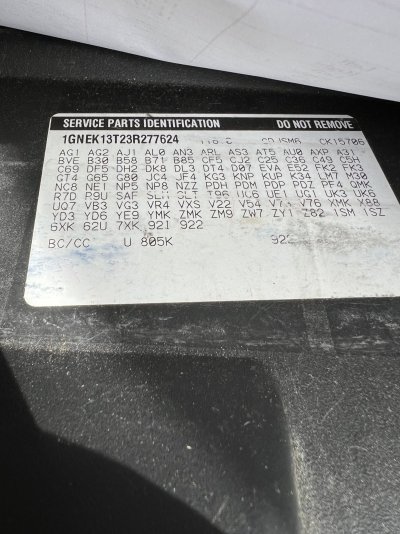 SERVICE PARTS IDENTIFICATION DO NOT REMOVE
1GNEK13T23R277624 CK15706
AG1 AG2 AJ1 AL0 AN3 ARL AS3 AT5 AU0 AXP A31
BVE B30 B58 B71 B85 CF5 CJ2 C25 C36 C49 C5H
C69 DF5 DH2 DK8 DL3 DT4 D07 EVA E52 FK2 FX3
GT4 GU5 G80 JC4 JF4 KG3 KNP KUP K34 LM7 M30
NC8 NE1 NP5 NP8 NZZ PDH PDM PDP PDZ PF4 QMK
R7D R9U SAF SLM T96 UC6 UE1 UG1 UK3 UK6
UQ7 VB3 VG3 VR4 VXS V22 V54 V76 XMK X88
YD3 YD6 YE9 YMK ZMK ZM9 ZW7 ZY1 Z82 1SM 1SZ
6XK 62U 7XK 921 922
BC/CC U 805K